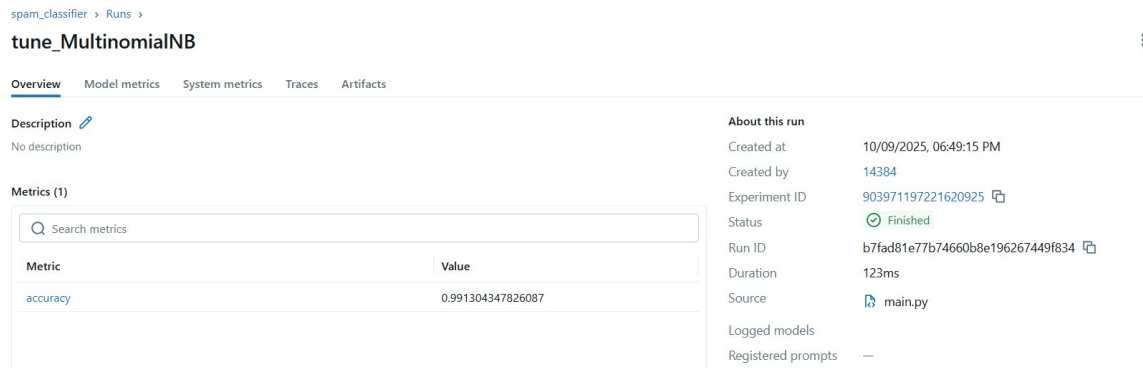 spam_classifier › Runs ›
tune_MultinomialNB
Overview Model metrics System metrics Traces Artifacts
Description
No description
Metrics (1)
Search metrics
Metric Value
accuracy 0.991304347826087
About this run
Created at 10/09/2025, 06:49:15 PM
Created by 14384
Experiment ID 903971197221620925
Status Finished
Run ID b7fad81e77b74660b8e196267449f834
Duration 123ms
Source main.py
Logged models
Registered prompts —